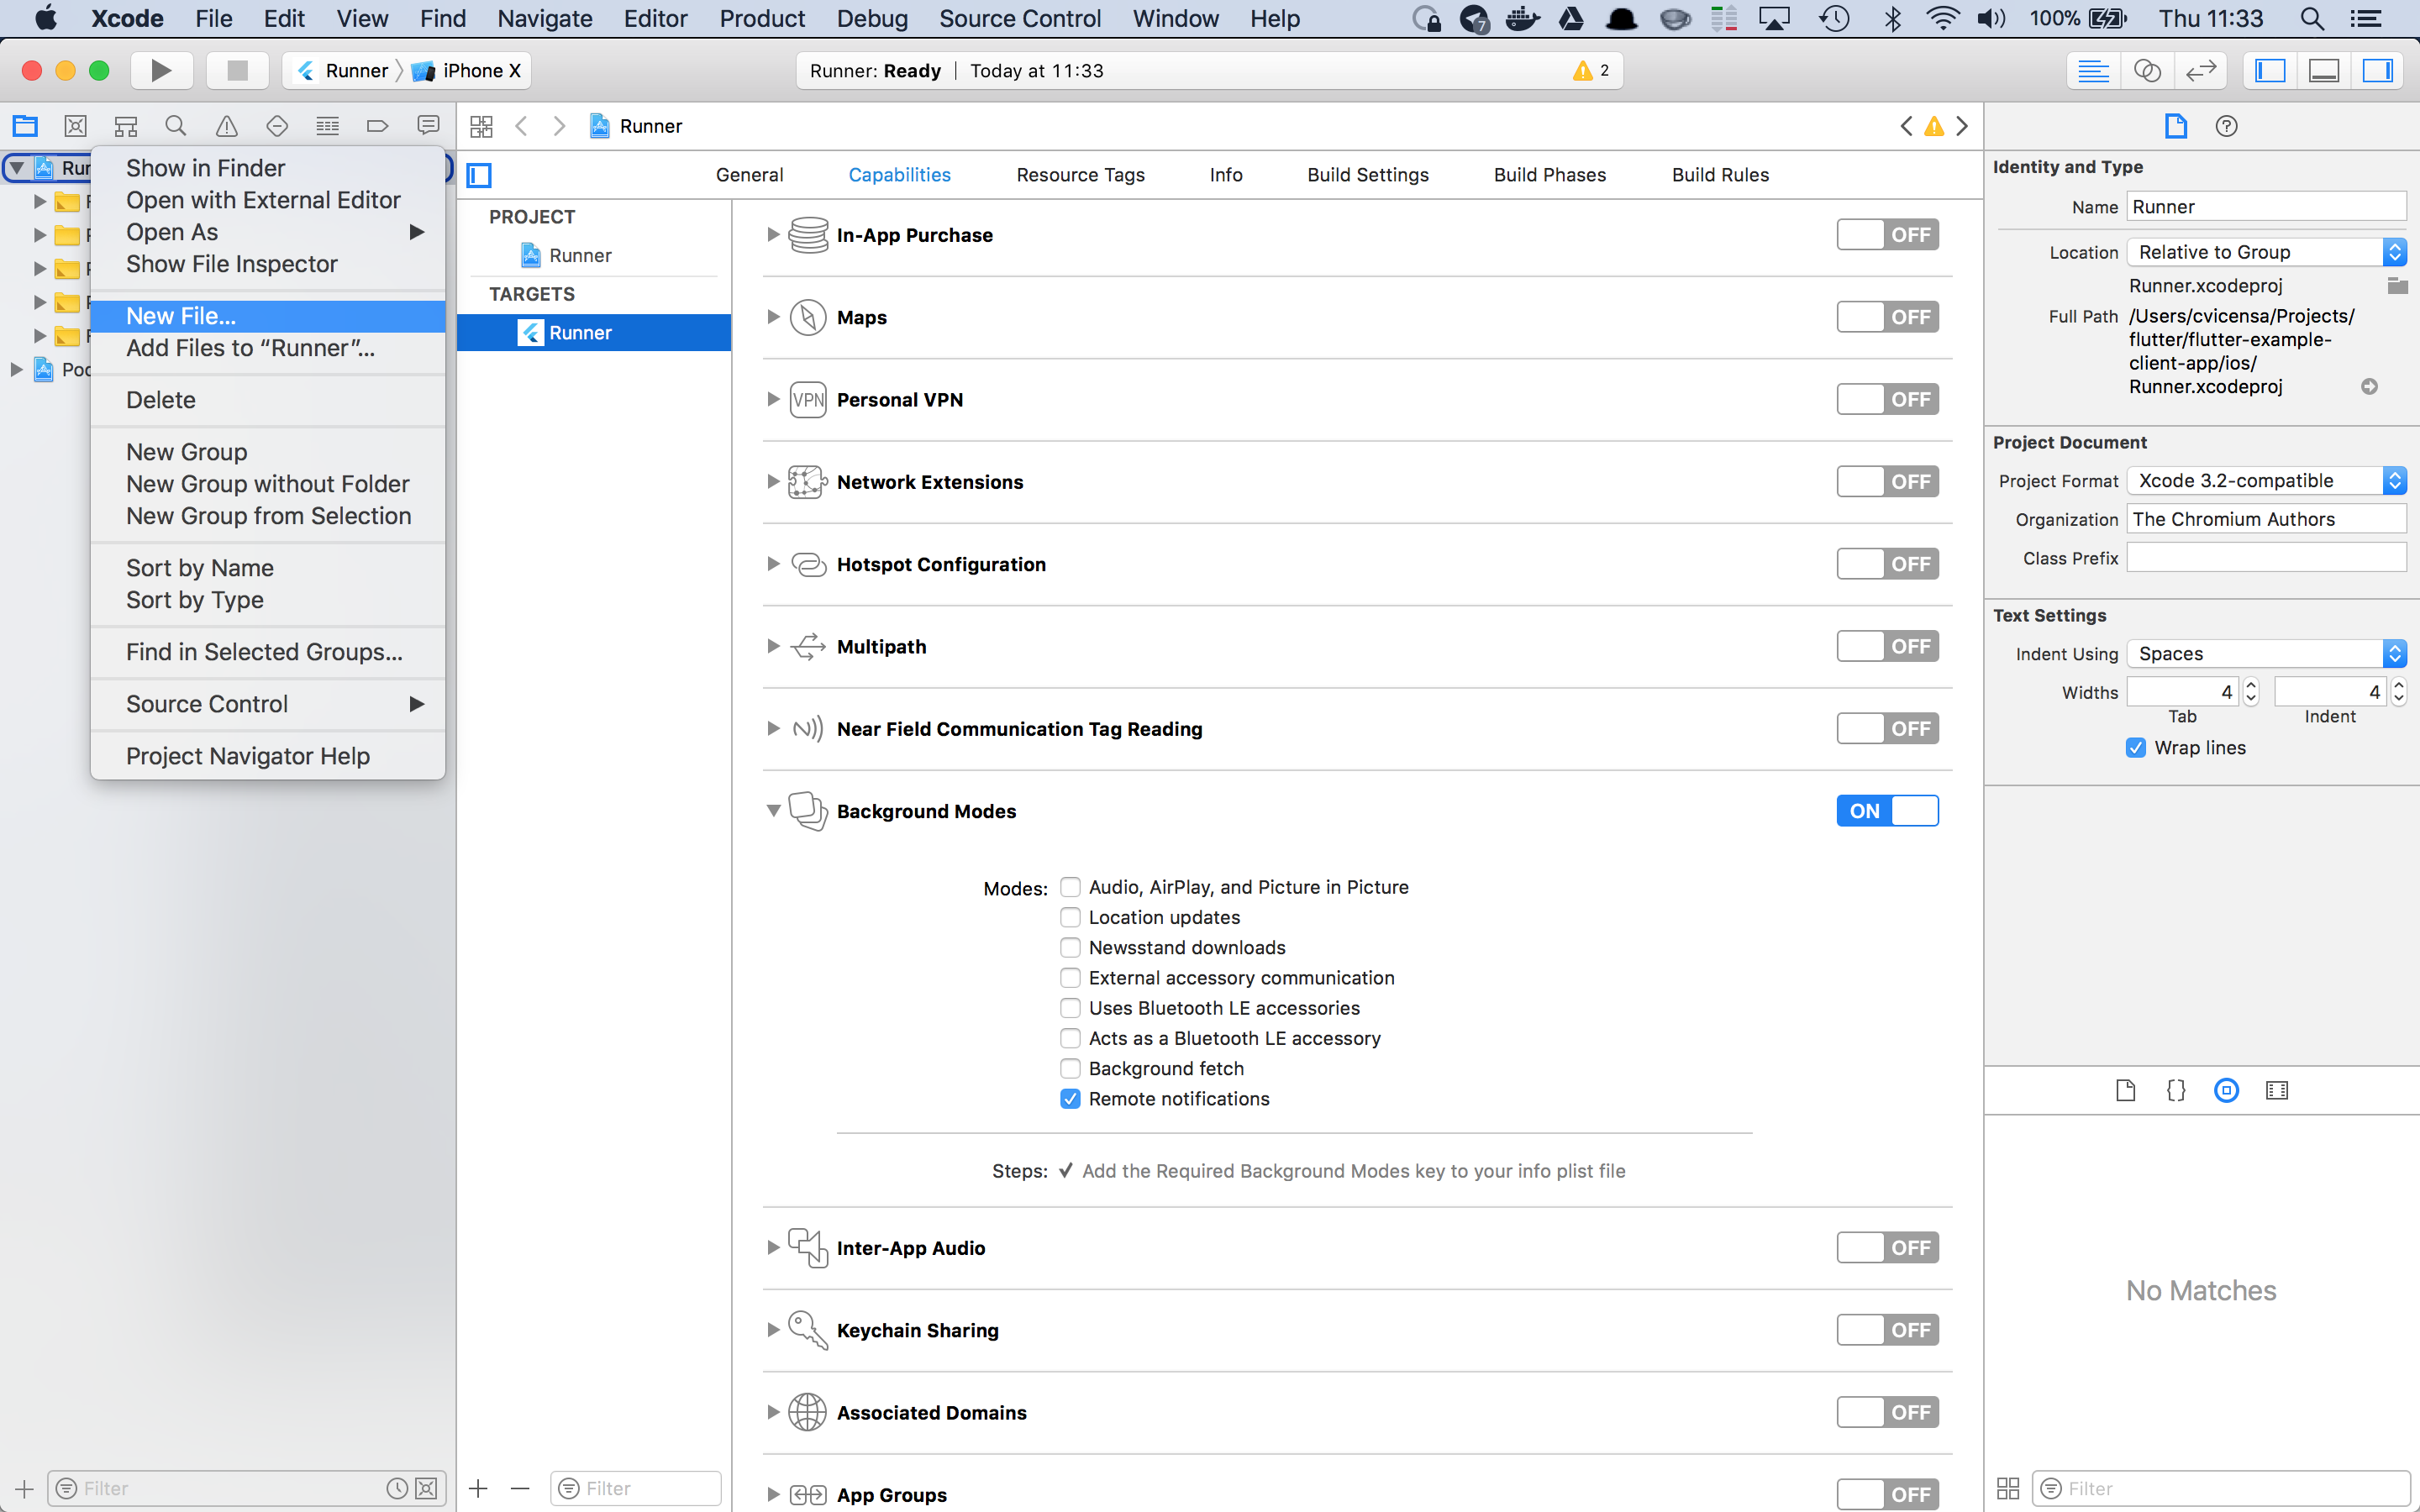 Xcode File Edit View Find Navigate Editor Product Debug Source Control Window Help 7 100% Thu 11:33
Runner iPhone X
Runner: Ready Today at 11:33 2
Runner
Show in Finder
Open with External Editor
Open As
Show File Inspector
New File...
Add Files to “Runner”...
Delete
New Group
New Group without Folder
New Group from Selection
Sort by Name
Sort by Type
Find in Selected Groups...
Source Control
Project Navigator Help
Filter
General Capabilities Resource Tags Info Build Settings Build Phases Build Rules
PROJECT
Runner
TARGETS
Runner
Filter
In-App Purchase OFF
Maps OFF
VPN Personal VPN OFF
Network Extensions OFF
Hotspot Configuration OFF
Multipath OFF
Near Field Communication Tag Reading OFF
Background Modes ON
Modes: Audio, AirPlay, and Picture in Picture
Location updates
Newsstand downloads
External accessory communication
Uses Bluetooth LE accessories
Acts as a Bluetooth LE accessory
Background fetch
Remote notifications
Steps: ✓ Add the Required Background Modes key to your info plist file
Inter-App Audio OFF
Keychain Sharing OFF
Associated Domains OFF
App Groups OFF
Identity and Type
Name Runner
Location Relative to Group
Runner.xcodeproj
Full Path /Users/cvicensa/Projects/
flutter/flutter-example-
client-app/ios/
Runner.xcodeproj
Project Document
Project Format Xcode 3.2-compatible
Organization The Chromium Authors
Class Prefix
Text Settings
Indent Using Spaces
Widths 4 4
Tab Indent
Wrap lines
No Matches
Filter